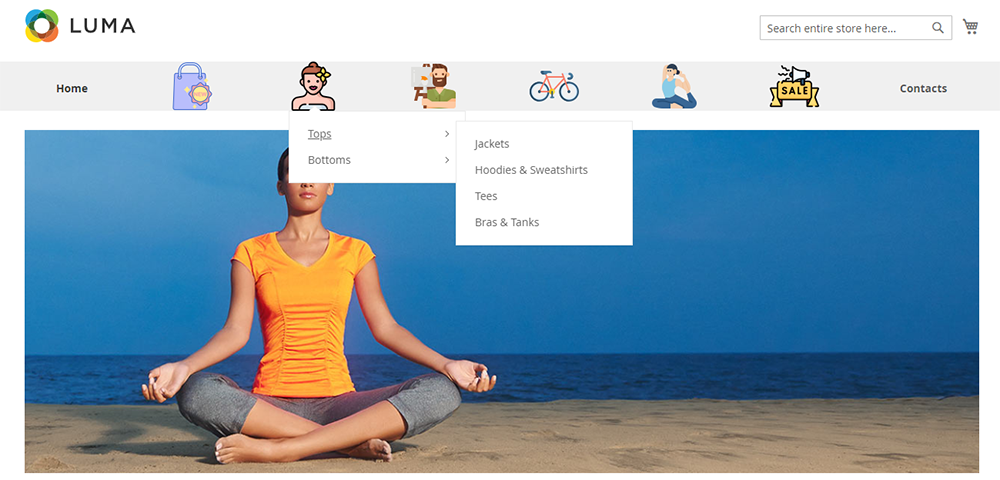 LUMA
Search entire store here...
Home
NEW
SALE
Contacts
Tops
Bottoms
Jackets
Hoodies & Sweatshirts
Tees
Bras & Tanks